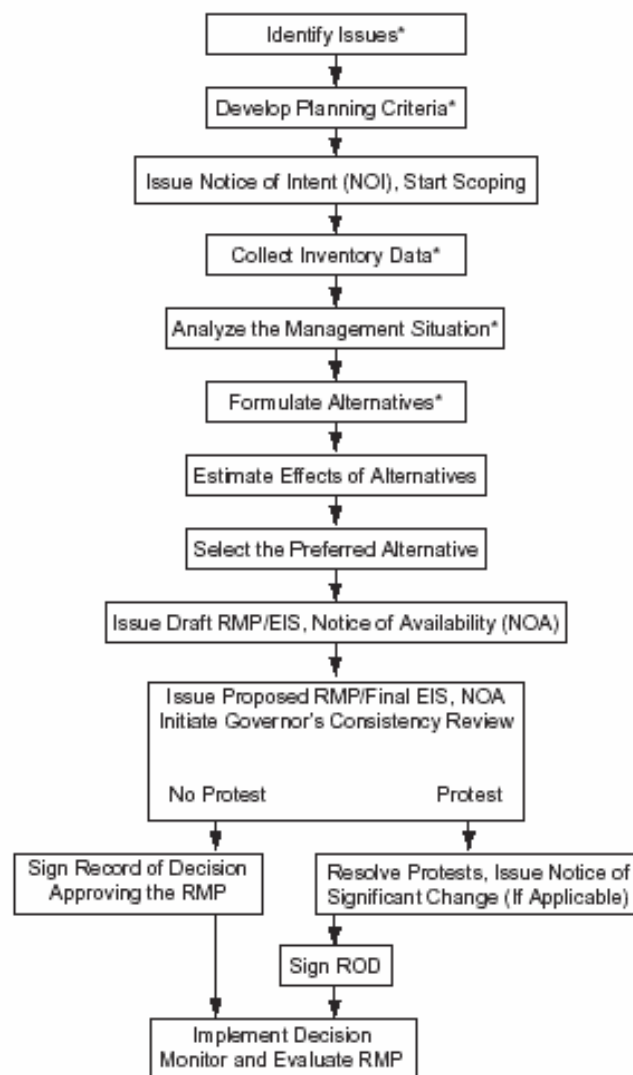 Identify Issues*
Develop Planning Criteria*
Issue Notice of Intent (NOI), Start Scoping
Collect Inventory Data*
Analyze the Management Situation*
Formulate Alternatives*
Estimate Effects of Alternatives
Select the Preferred Alternative
Issue Draft RMP/EIS, Notice of Availability (NOA)
Issue Proposed RMP/Final EIS, NOA
Initiate Governor's Consistency Review
No Protest
Protest
Sign Record of Decision
Approving the RMP
Resolve Protests, Issue Notice of
Significant Change (If Applicable)
Sign ROD
Implement Decision
Monitor and Evaluate RMP